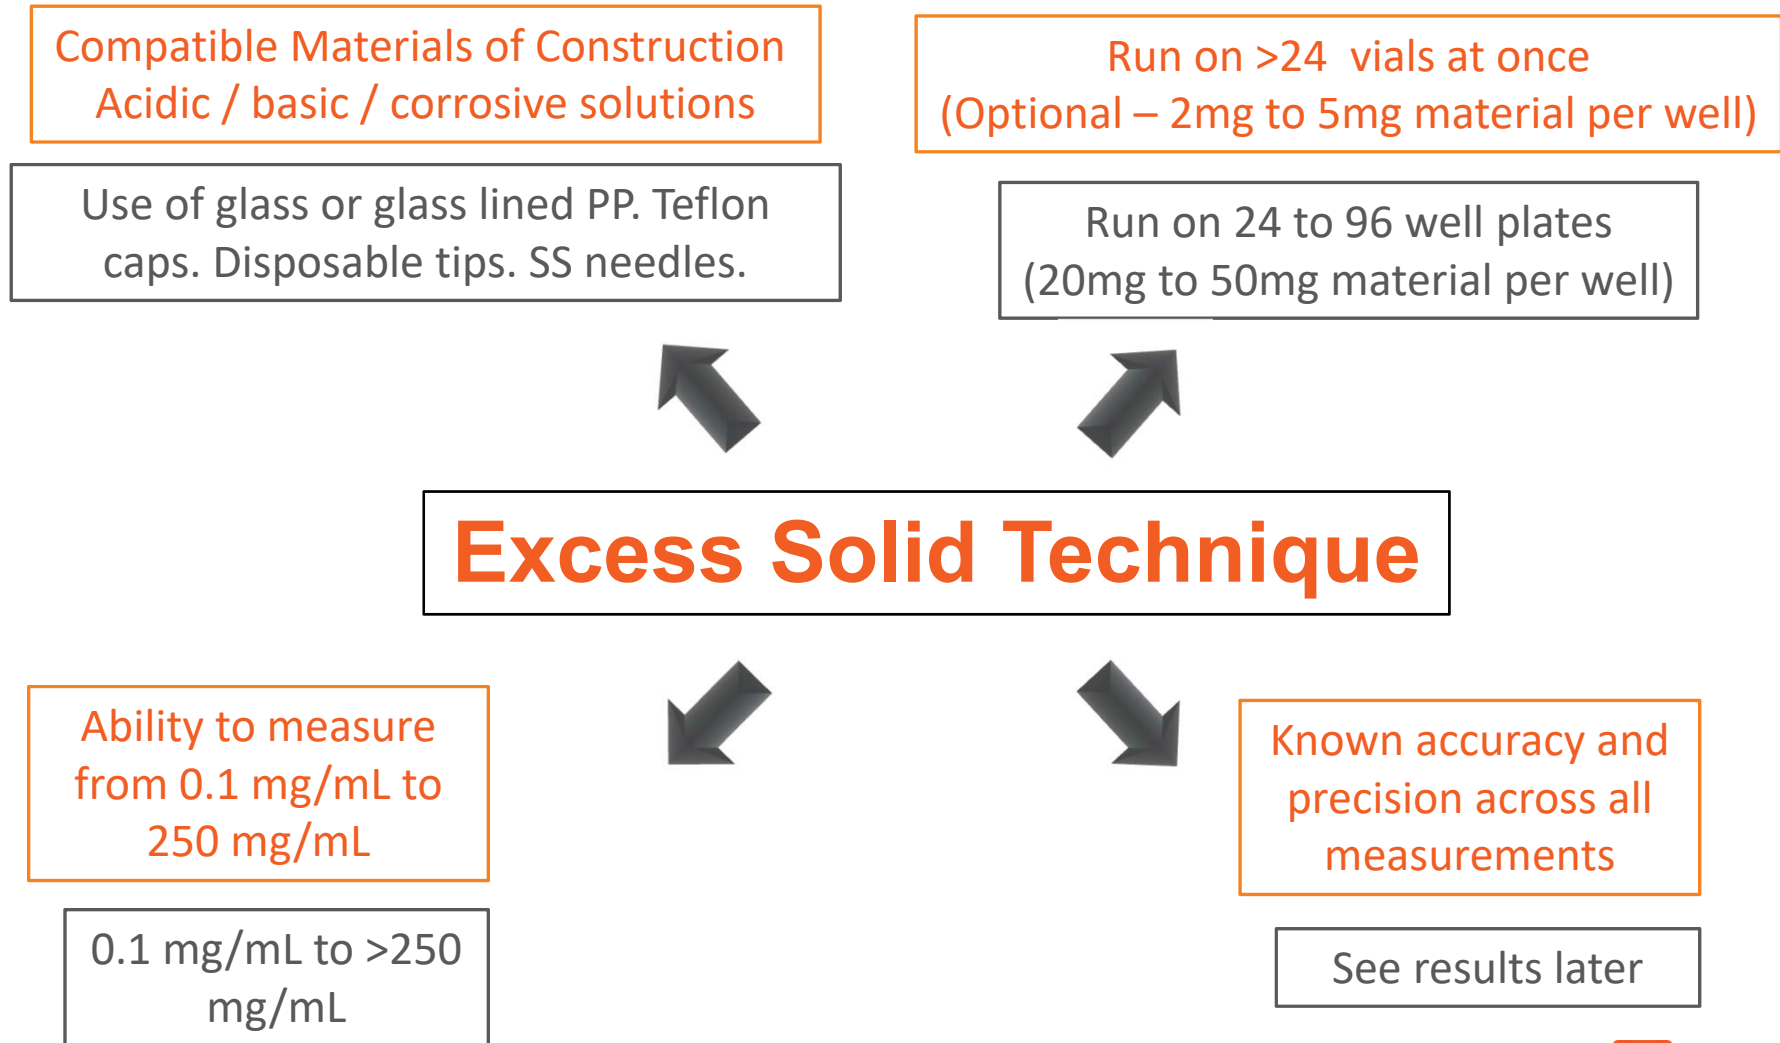 Compatible Materials of Construction
Acidic / basic / corrosive solutions
Use of glass or glass lined PP. Teflon
caps. Disposable tips. SS needles.
Run on >24 vials at once
(Optional – 2mg to 5mg material per well)
Run on 24 to 96 well plates
(20mg to 50mg material per well)
Excess Solid Technique
Ability to measure
from 0.1 mg/mL to
250 mg/mL
0.1 mg/mL to >250
mg/mL
Known accuracy and
precision across all
measurements
See results later